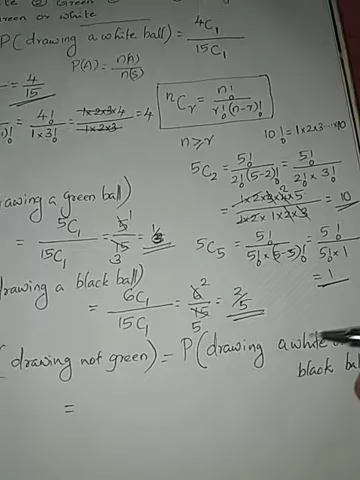 green or white
P(drawing a white ball) = 4C₁ / 15C₁
P(A) = n(A) / n(S)
= 4/15
nCr = n! / r!(n-r)!
= 4! / 1×3! = 1×2×3×4 / 1×2×3 = 4
n ≥ r
10! = 1×2×3...×10
5C₂ = 5! / 2!(5-2)! = 5! / 2!×3!
= 1×2×3×4×5 / 1×2×1×2×3 = 10
drawing a green ball)
= 5C₁ / 15C₁ = 5/15 = 1/3
5C₅ = 5! / 5!×(5-5)! = 5! / 5!×1
= 1
drawing a black ball)
= 6C₁ / 15C₁ = 6/15 = 2/5
(drawing not green) = P(drawing a white
black ball
=